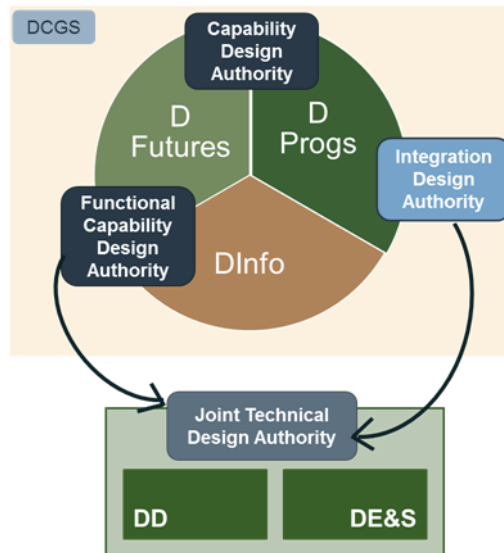 DCGS
Capability
Design
Authority
D
Futures
D
Progs
Integration
Design
Authority
Functional
Capability
Design
Authority
DInfo
Joint Technical
Design Authority
DD
DE&S